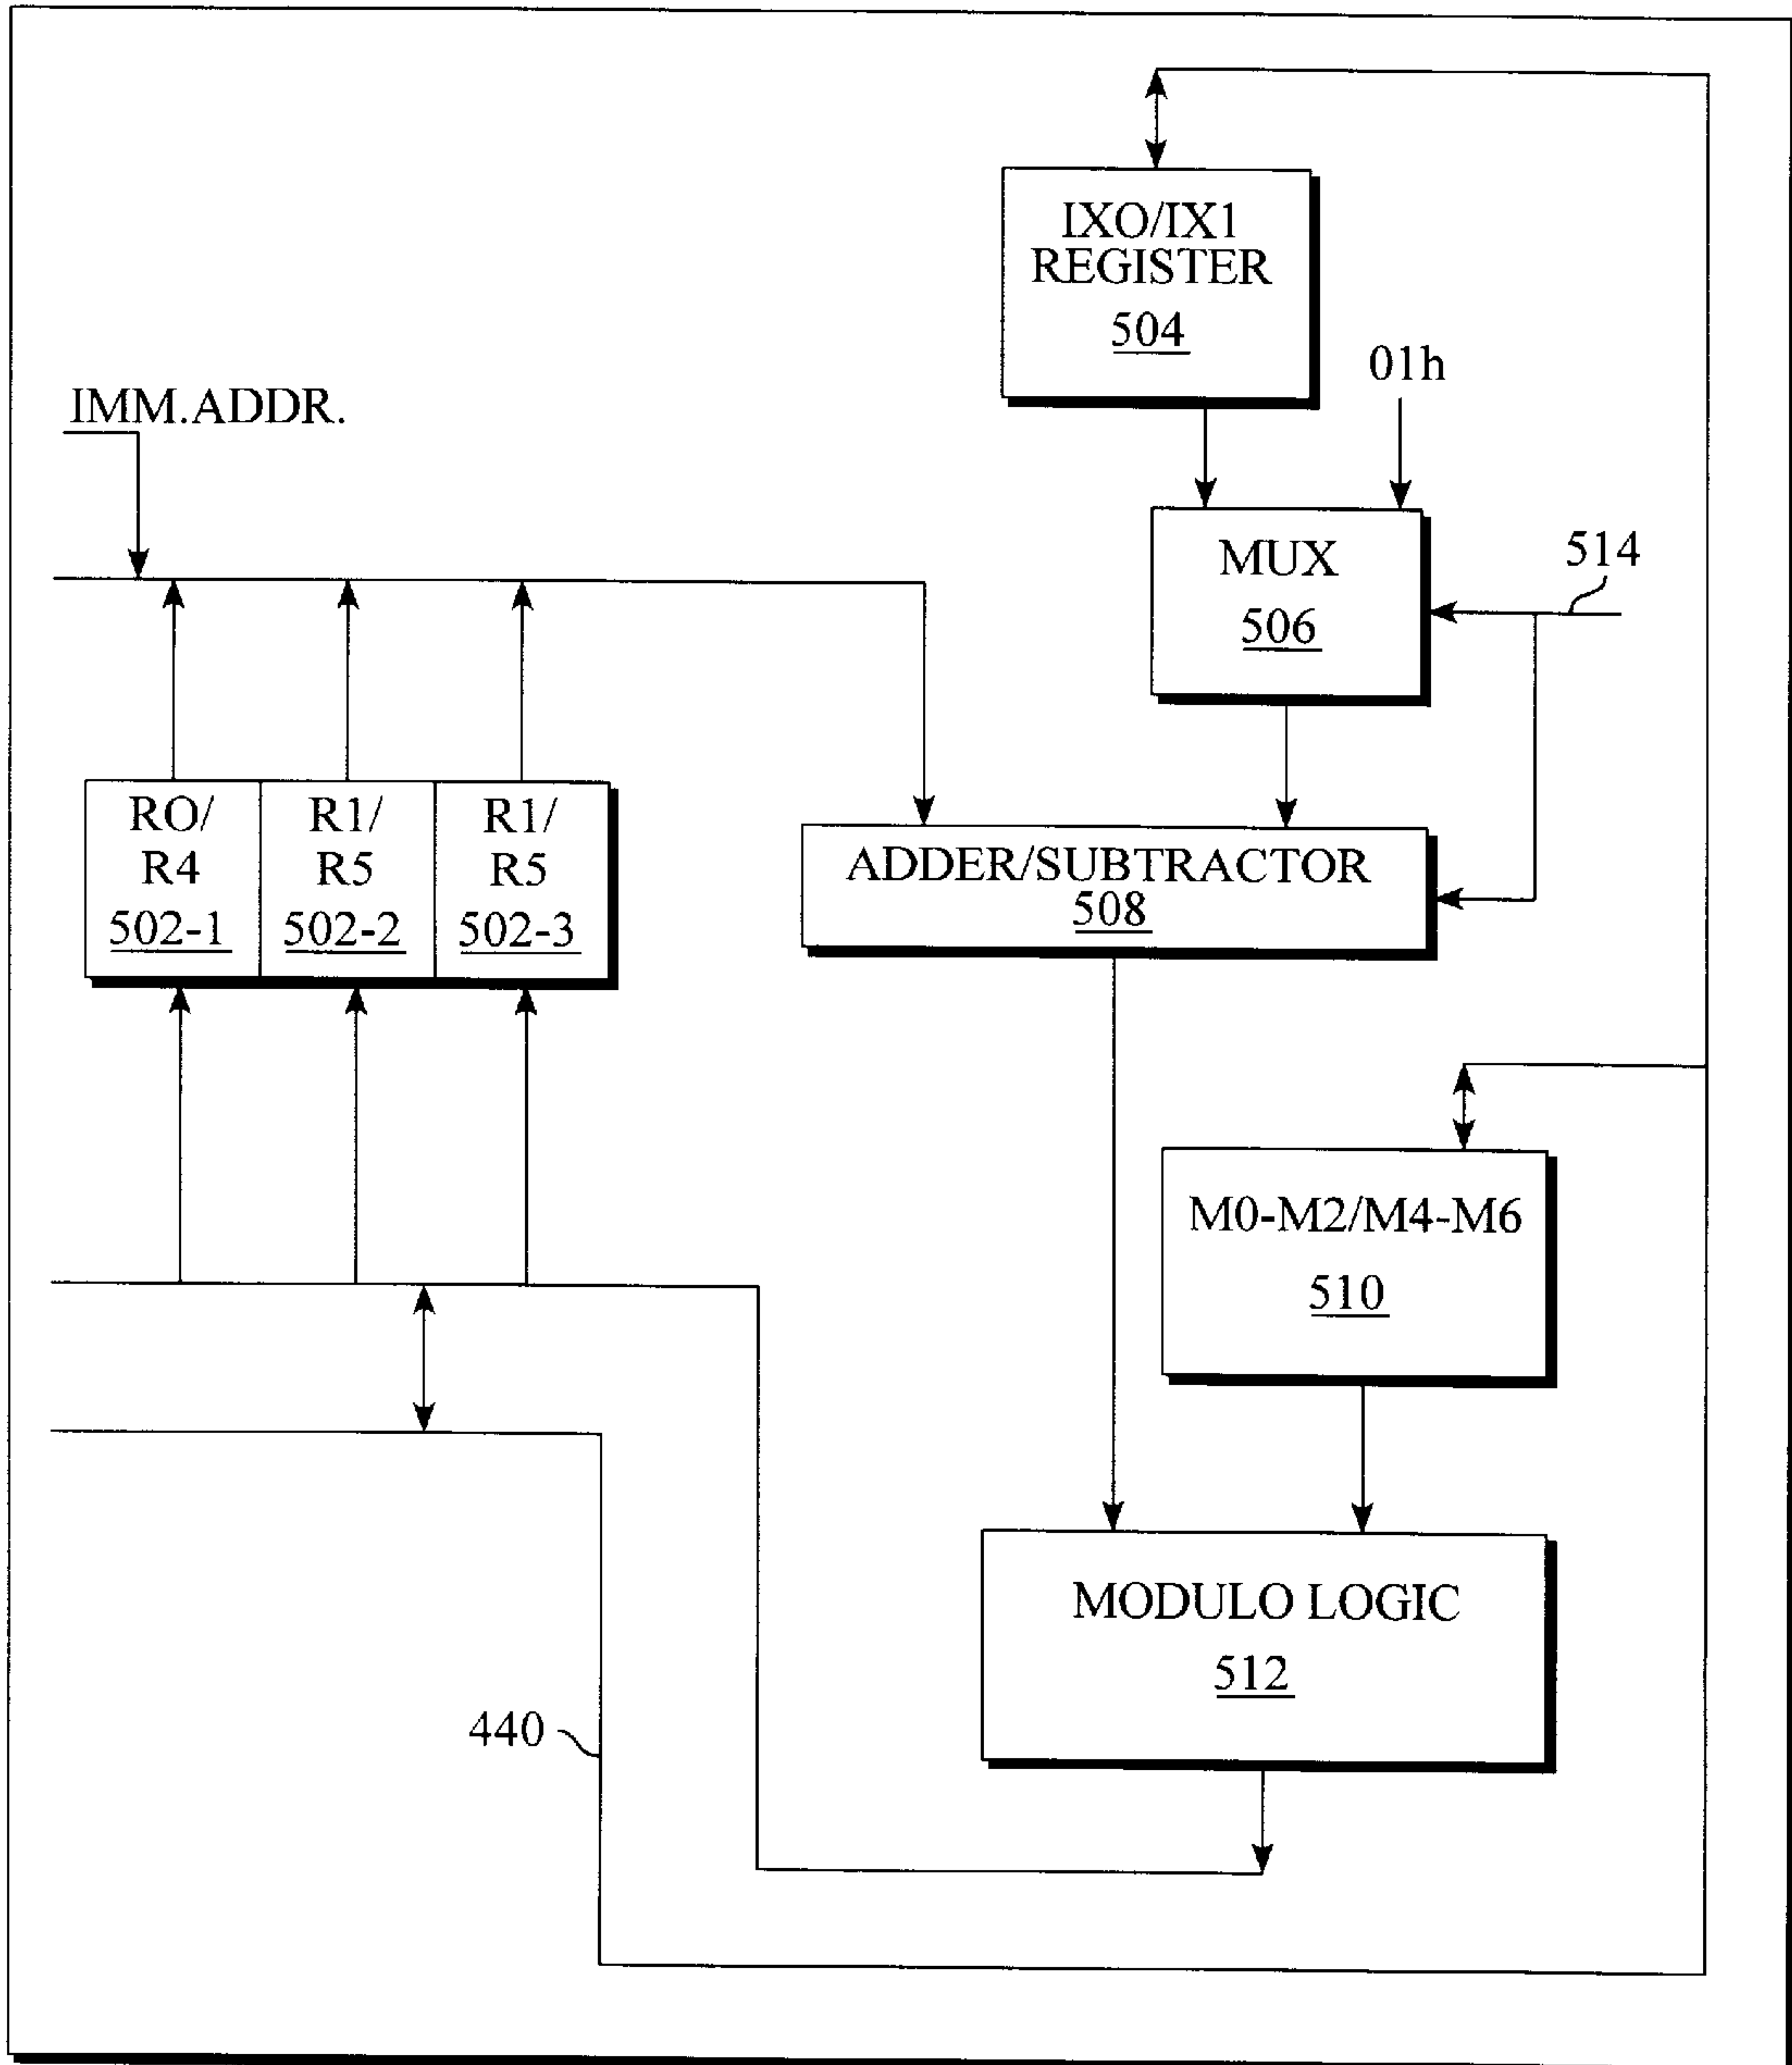 IXO/IX1
REGISTER
504
01h
IMM.ADDR.
MUX
506
514
RO/
R4
502-1
R1/
R5
502-2
R1/
R5
502-3
ADDER/SUBTRACTOR
508
M0-M2/M4-M6
510
MODULO LOGIC
512
440